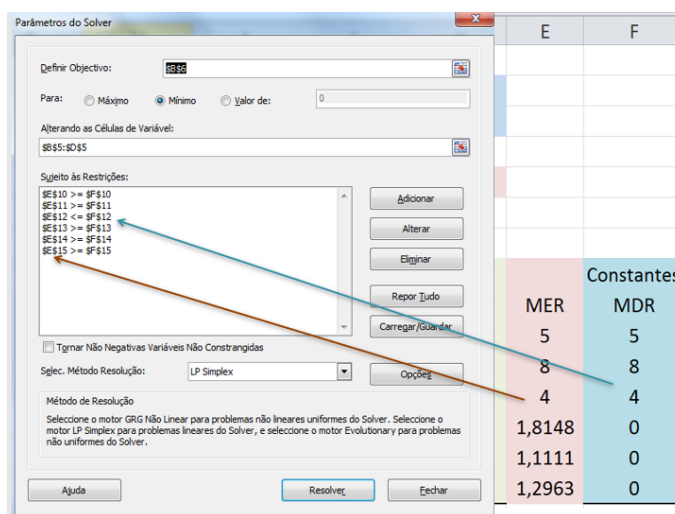 Parâmetros do Solver
Definir Objectivo: $B$6
Para: Máximo Mínimo Valor de: 0
Alterando as Células de Variável:
$B$5:$D$5
Sujeito às Restrições:
$E$10 >= $F$10
$E$11 >= $F$11
$E$12 <= $F$12
$E$13 >= $F$13
$E$14 >= $F$14
$E$15 >= $F$15
Adicionar
Alterar
Eliminar
Repor Tudo
Carregar/Guardar
Tornar Não Negativas Variáveis Não Constrangidas
Selec. Método Resolução: LP Simplex Opções
Método de Resolução
Seleccione o motor GRG Não Linear para problemas não lineares uniformes do Solver. Seleccione o
motor LP Simplex para problemas lineares do Solver, e seleccione o motor Evolutionary para problemas
não uniformes do Solver.
Ajuda Resolver Fechar
E F
Constantes
MER MDR
5 5
8 8
4 4
1,8148 0
1,1111 0
1,2963 0